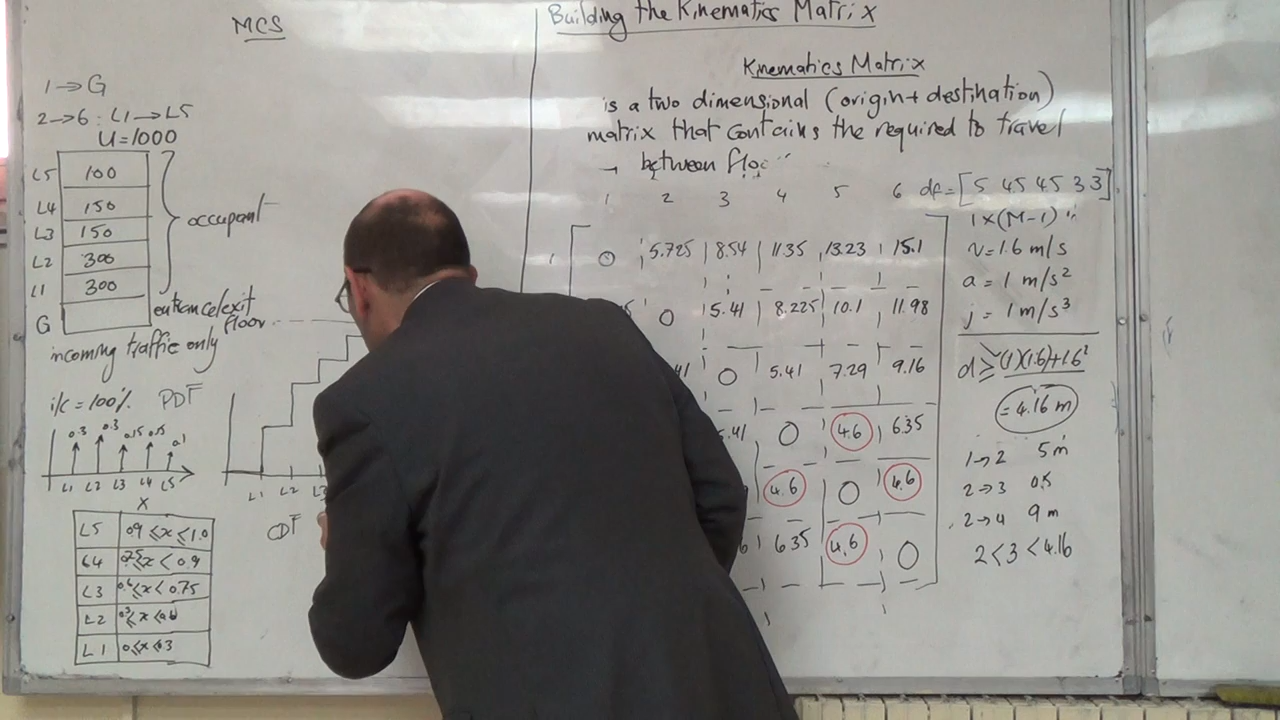 MCS
1→G
2→6 : L1→L5
U=1000
L5 100
L4 150
L3 150
L2 300
L1 300
G
occupant
entrance/exit
floor
incoming traffic only
i/c = 100%. PDF
0.3 0.3 0.15 0.15 0.1
L1 L2 L3 L4 L5
X
L5 0.9 ≤ x ≤ 1.0
L4 0.75 ≤ x < 0.9
L3 0.6 ≤ x < 0.75
L2 0.3 ≤ x < 0.6
L1 0 ≤ x < 0.3
L1 L2 L3
CDF
Building the Kinematics Matrix
Kinematics Matrix
is a two dimensional (origin + destination)
matrix that contains the required to travel
between
1 2 3 4 5 6
1 0 5.725 8.54 11.35 13.23 15.1
0 5.41 8.225 10.1 11.98
0 5.41 7.29 9.16
0 4.6 6.35
4.6 0 4.6
6.35 4.6 0
df = [5 4.5 4.5 3 3]
1×(M-1)
v = 1.6 m/s
a = 1 m/s²
j = 1 m/s³
d ≥ (1)(1.6)+1.6²
= 4.16 m
1→2 5m
2→3
2→4 9m
2 < 3 < 4.16